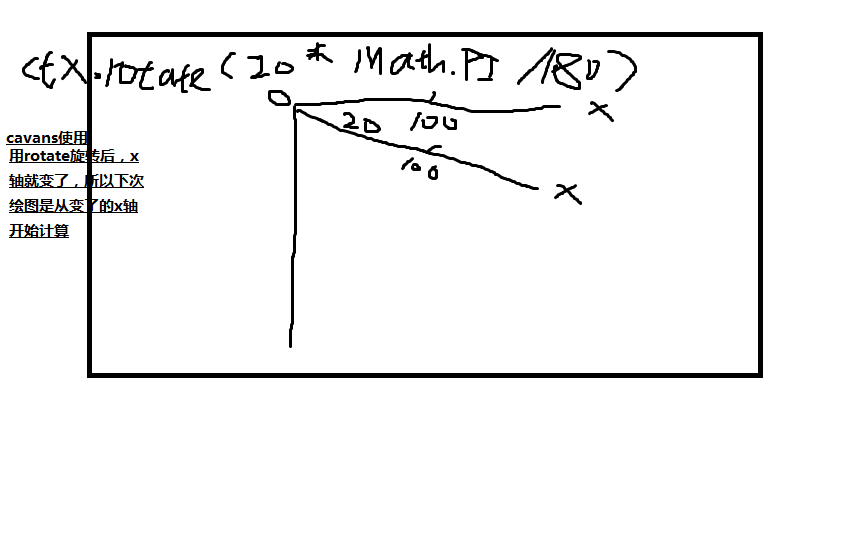 ctx.rotate(20* Math.PI /180)
0
x
20 100
100
x
cavans使用
用rotate旋转后，x
轴就变了，所以下次
绘图是从变了的x轴
开始计算